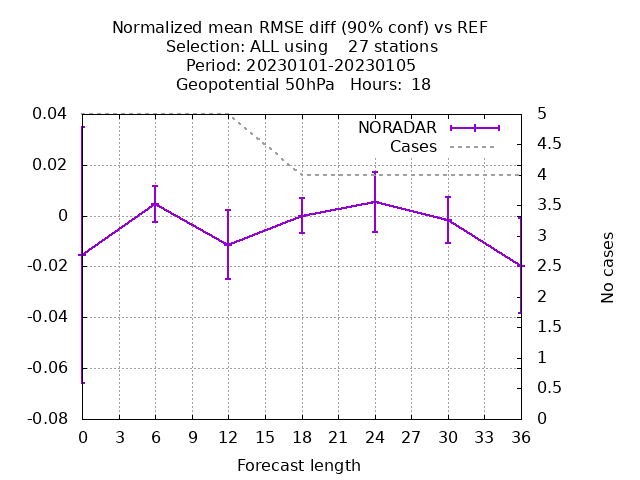 Normalized mean RMSE diff (90% conf) vs REF
Selection: ALL using    27 stations
Period: 20230101-20230105
Geopotential 50hPa   Hours:  18
NORADAR
Cases
0.04
0.02
0
-0.02
-0.04
-0.06
-0.08
5
4.5
4
3.5
3
2.5
2
1.5
1
0.5
0
No cases
0 3 6 9 12 15 18 21 24 27 30 33 36
Forecast length